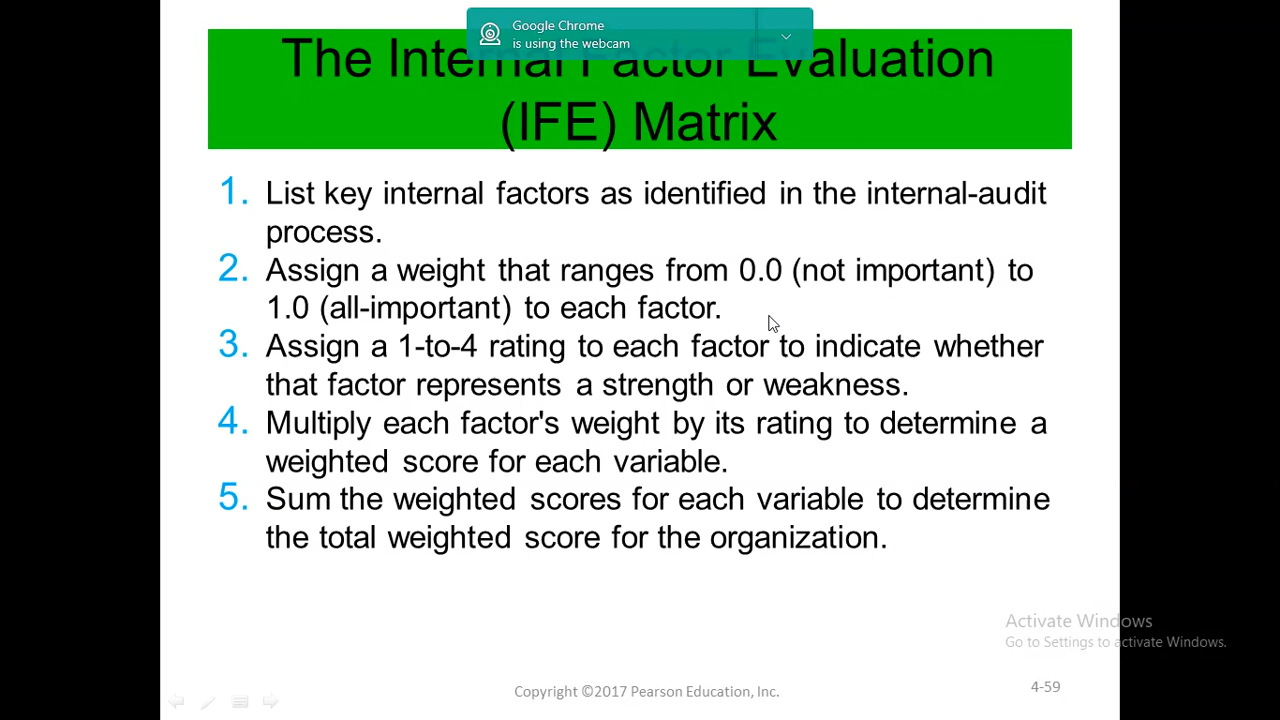 Google Chrome
is using the webcam
The Internal Factor Evaluation
(IFE) Matrix
1. List key internal factors as identified in the internal-audit
process.
2. Assign a weight that ranges from 0.0 (not important) to
1.0 (all-important) to each factor.
3. Assign a 1-to-4 rating to each factor to indicate whether
that factor represents a strength or weakness.
4. Multiply each factor's weight by its rating to determine a
weighted score for each variable.
5. Sum the weighted scores for each variable to determine
the total weighted score for the organization.
Activate Windows
Go to Settings to activate Windows.
Copyright ©2017 Pearson Education, Inc.
4-59